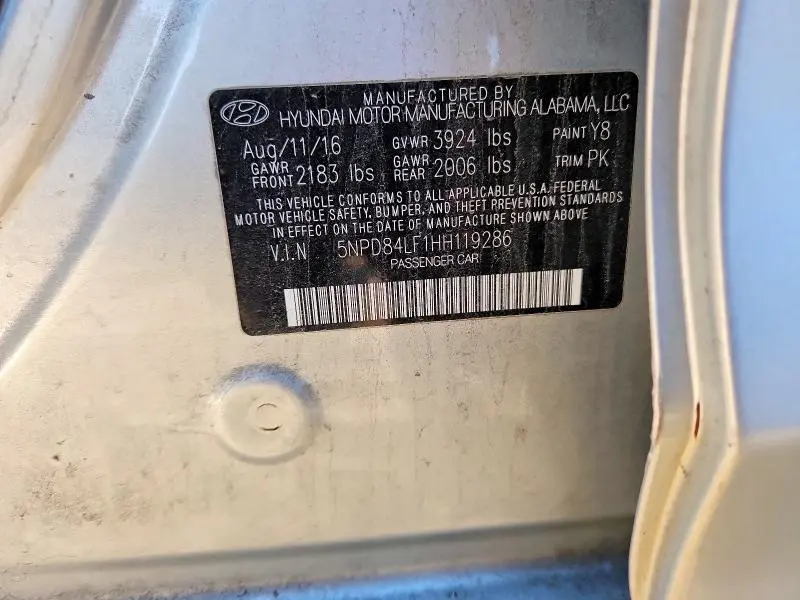 MANUFACTURED BY
HYUNDAI MOTOR MANUFACTURING ALABAMA, LLC
Aug/11/16 GVWR 3924 lbs PAINT Y8
GAWR FRONT 2183 lbs GAWR REAR 2006 lbs TRIM PK
THIS VEHICLE CONFORMS TO ALL APPLICABLE U.S.A. FEDERAL
MOTOR VEHICLE SAFETY, BUMPER, AND THEFT PREVENTION STANDARDS
IN EFFECT ON THE DATE OF MANUFACTURE SHOWN ABOVE
V.I.N 5NPD84LF1HH119286
PASSENGER CAR